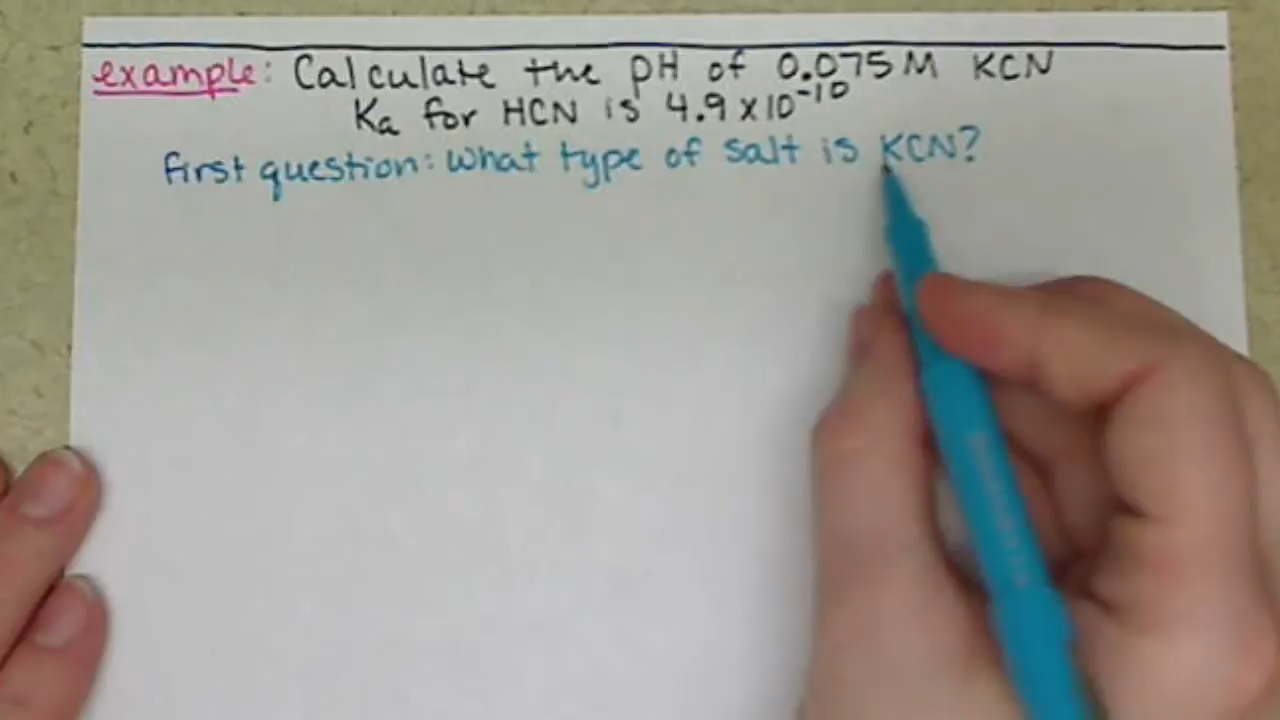 example: Calculate the pH of 0.075 M KCN
Ka for HCN is 4.9 x 10⁻¹⁰
first question: What type of salt is KCN?